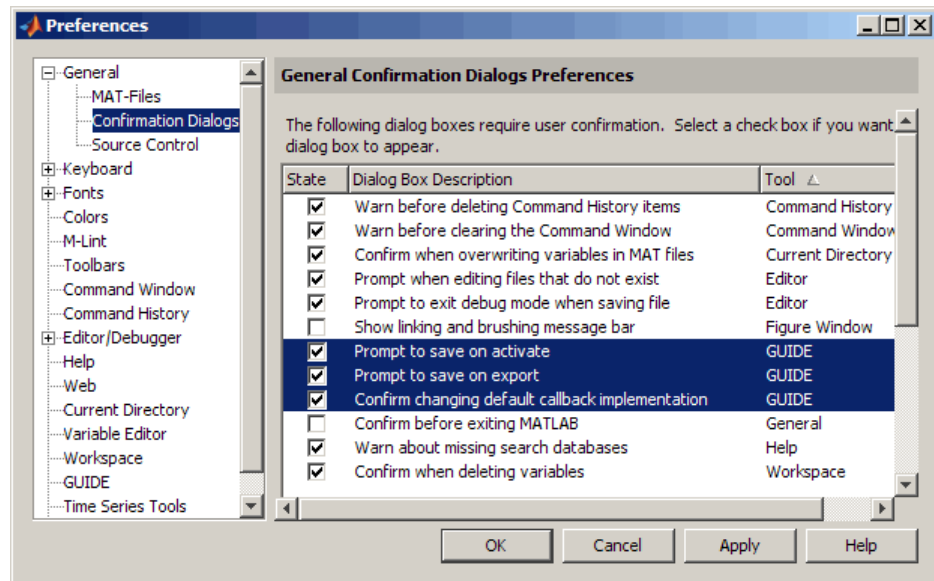 Preferences
General
MAT-Files
Confirmation Dialogs
Source Control
Keyboard
Fonts
Colors
M-Lint
Toolbars
Command Window
Command History
Editor/Debugger
Help
Web
Current Directory
Variable Editor
Workspace
GUIDE
Time Series Tools
General Confirmation Dialogs Preferences
The following dialog boxes require user confirmation. Select a check box if you want
dialog box to appear.
State Dialog Box Description Tool
Warn before deleting Command History items Command History
Warn before clearing the Command Window Command Window
Confirm when overwriting variables in MAT files Current Directory
Prompt when editing files that do not exist Editor
Prompt to exit debug mode when saving file Editor
Show linking and brushing message bar Figure Window
Prompt to save on activate GUIDE
Prompt to save on export GUIDE
Confirm changing default callback implementation GUIDE
Confirm before exiting MATLAB General
Warn about missing search databases Help
Confirm when deleting variables Workspace
OK Cancel Apply Help